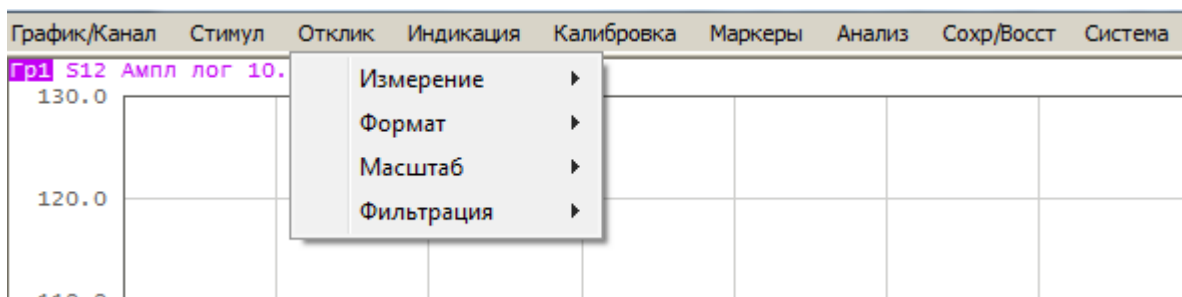 График/Канал Стимул Отклик Индикация Калибровка Маркеры Анализ Сохр/Восст Система
Гр1 S12 Ампл лог 10.
130.0
Измерение
Формат
Масштаб
120.0
Фильтрация